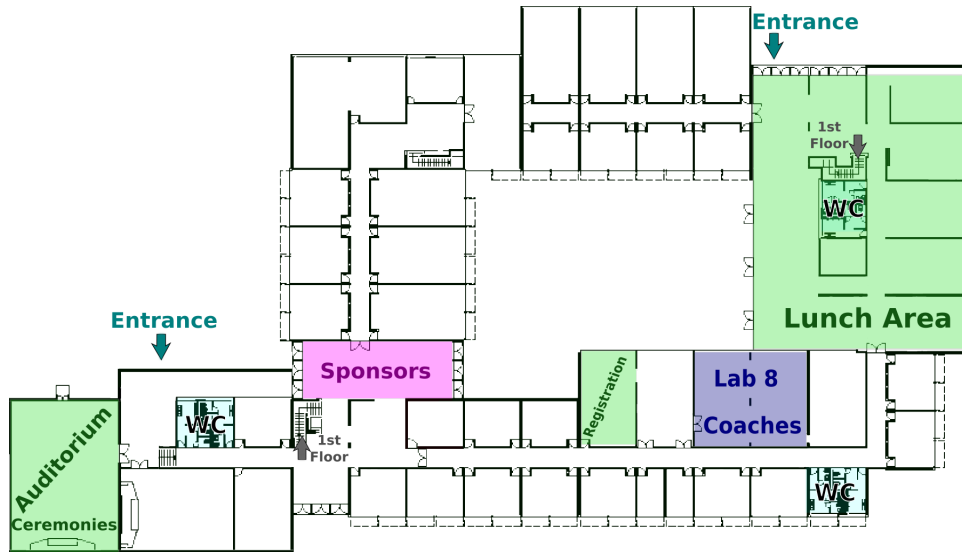 Entrance
1st
Floor
WC
Lunch Area
Entrance
Sponsors
Registration
Lab 8
Coaches
Auditorium
Ceremonies
WC
1st
Floor
WC